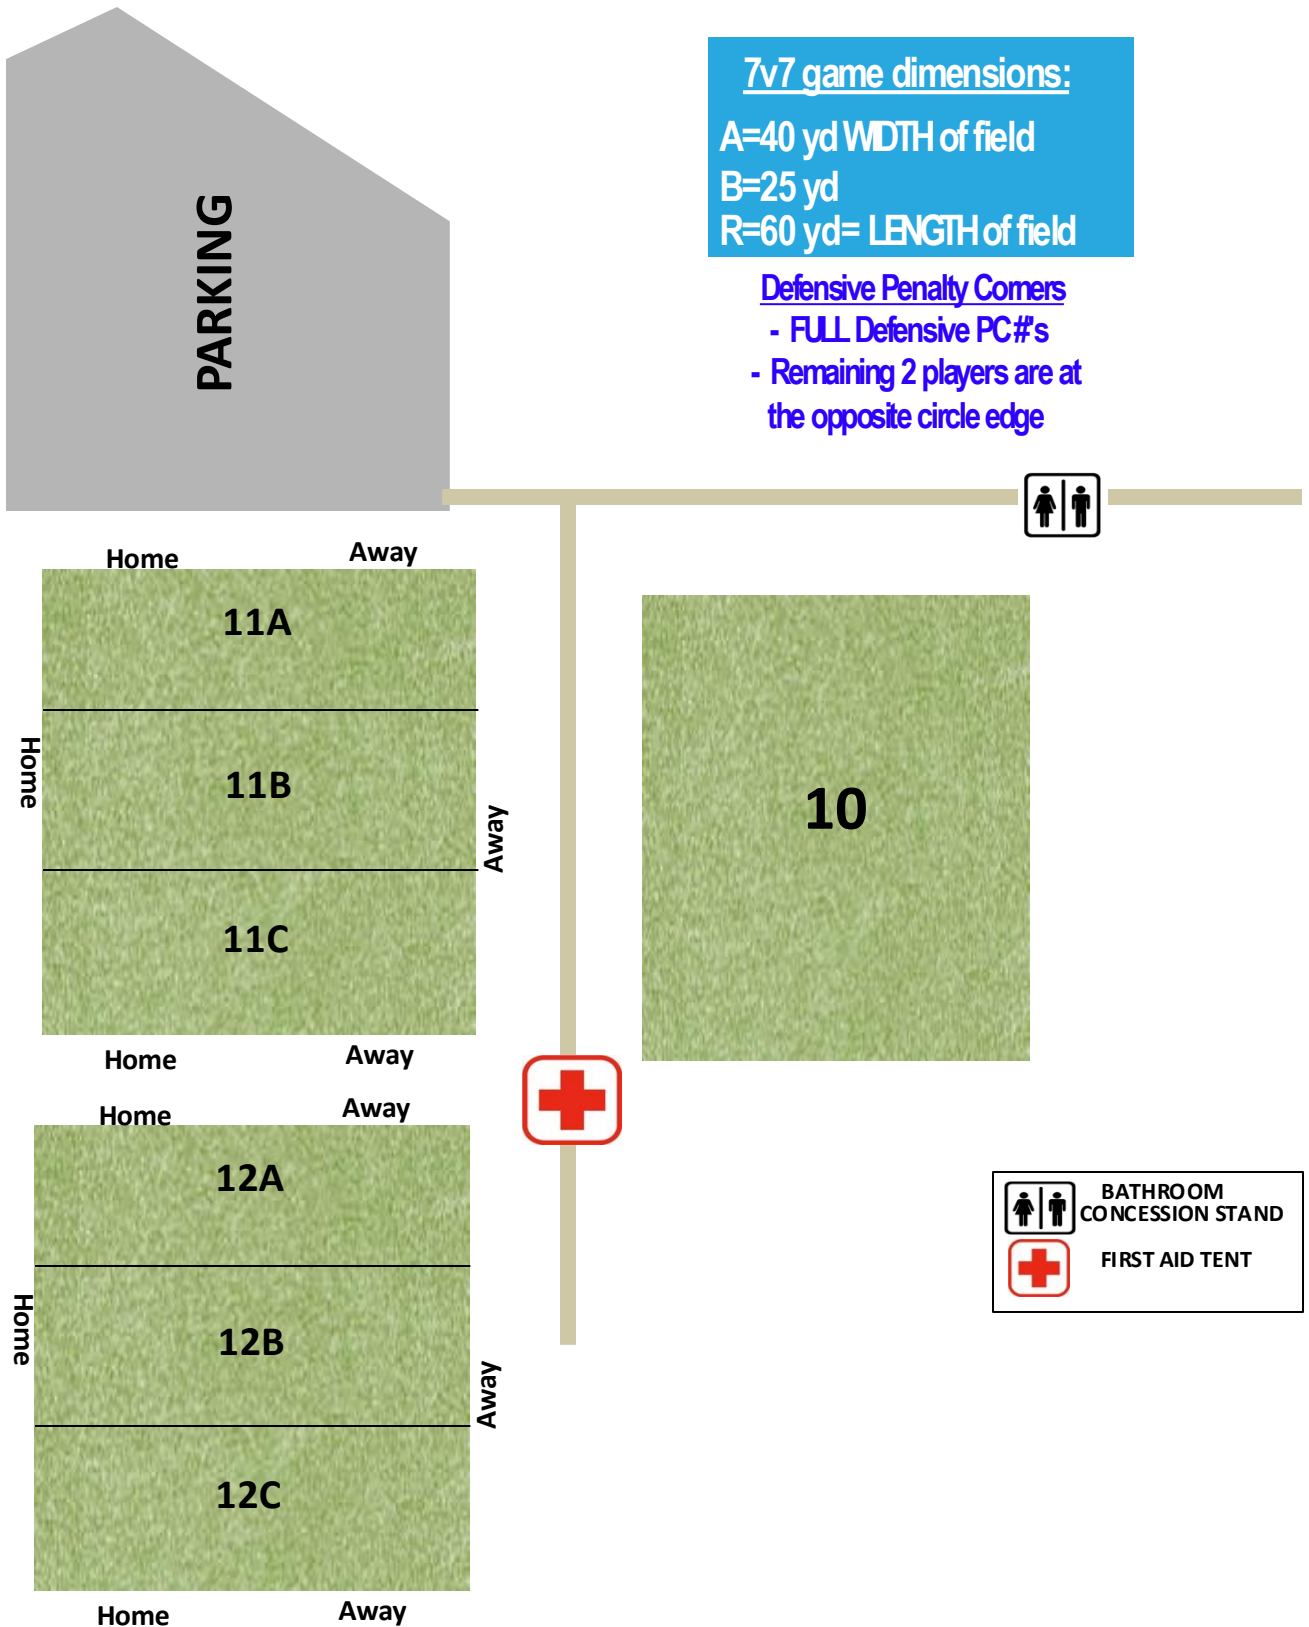 7v7 game dimensions:
A=40 yd WIDTH of field
B=25 yd
R=60 yd= LENGTH of field
Defensive Penalty Corners
- FULL Defensive PC #'s
- Remaining 2 players are at
the opposite circle edge
PARKING
Home Away
11A
Home
11B
Away
11C
Home Away
10
Home Away
12A
Home
12B
Away
12C
Home Away
BATHROOM
CONCESSION STAND
FIRST AID TENT